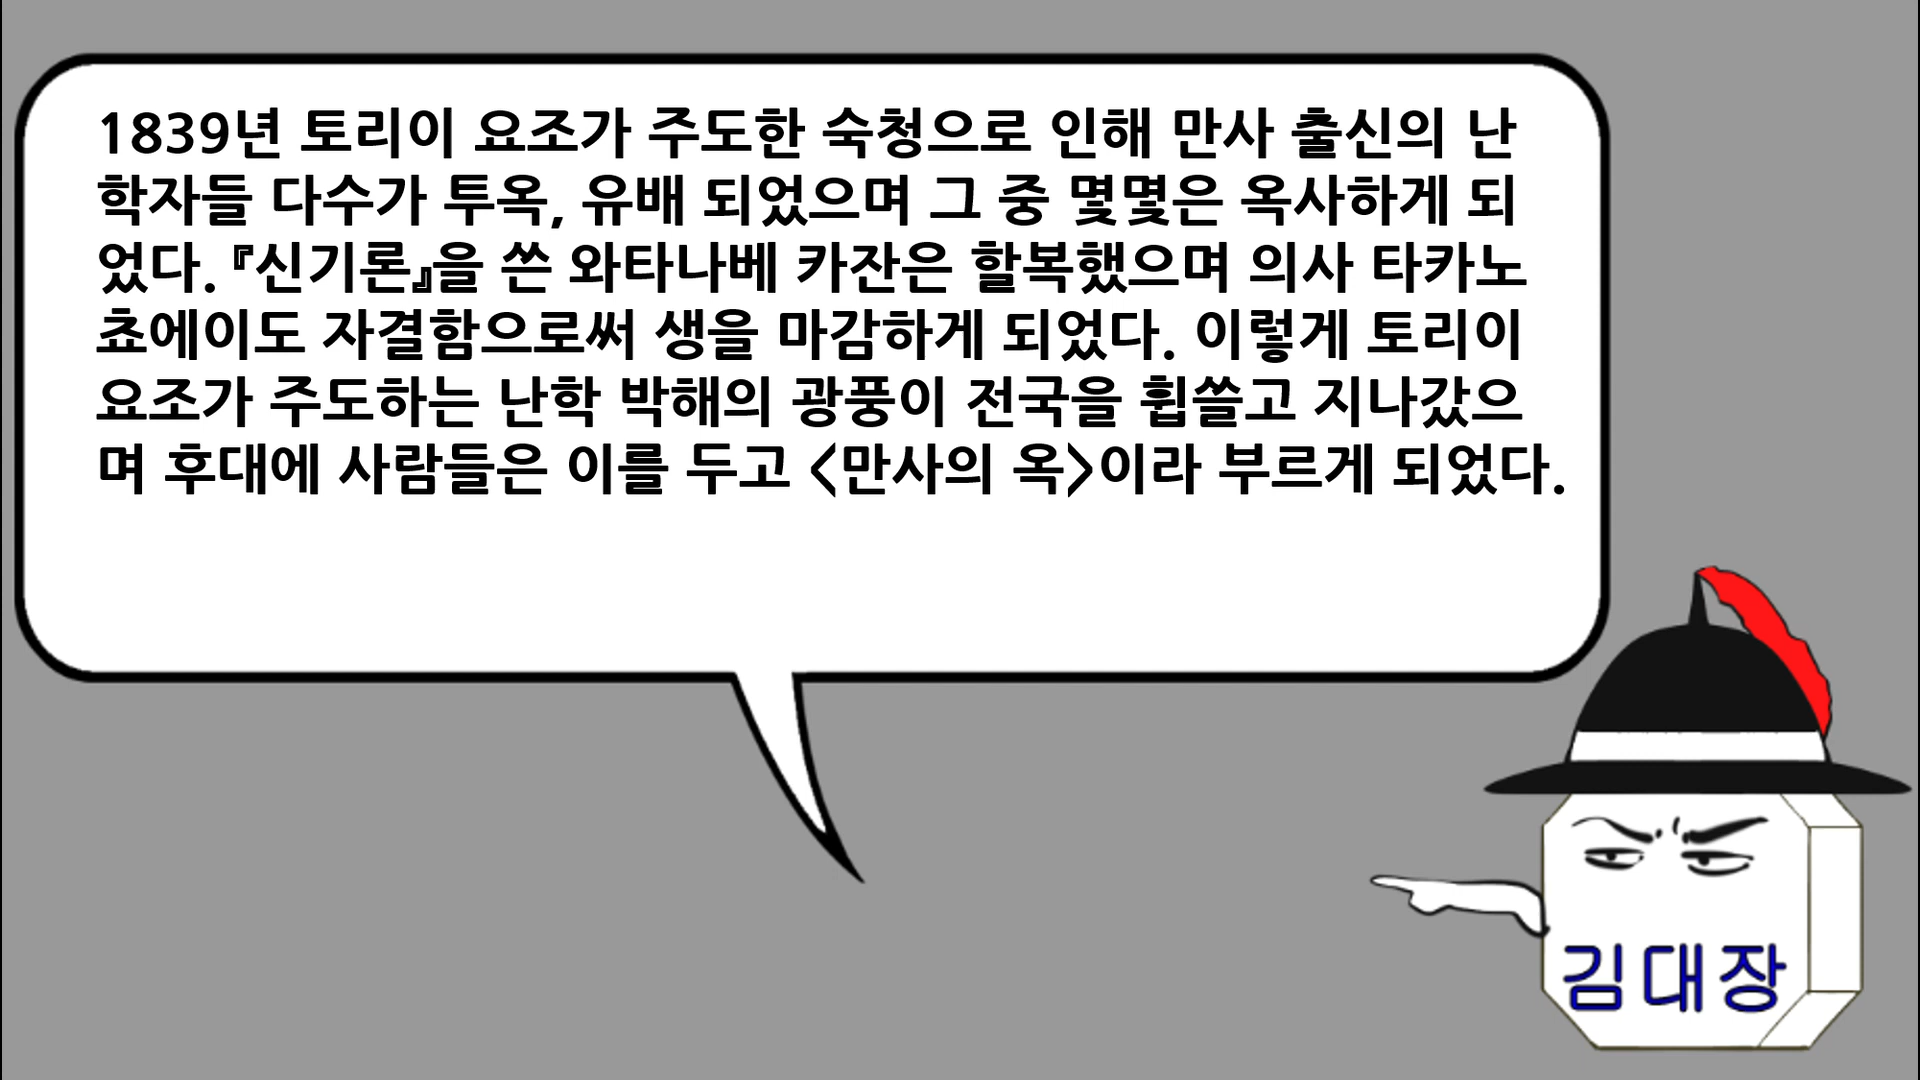 1839년 토리이 요조가 주도한 숙청으로 인해 만사 출신의 난
학자들 다수가 투옥, 유배 되었으며 그 중 몇몇은 옥사하게 되
었다.『신기론』을 쓴 와타나베 카잔은 할복했으며 의사 타카노
쵸에이도 자결함으로써 생을 마감하게 되었다. 이렇게 토리이
요조가 주도하는 난학 박해의 광풍이 전국을 휩쓸고 지나갔으
며 후대에 사람들은 이를 두고 <만사의 옥>이라 부르게 되었다.
김대장